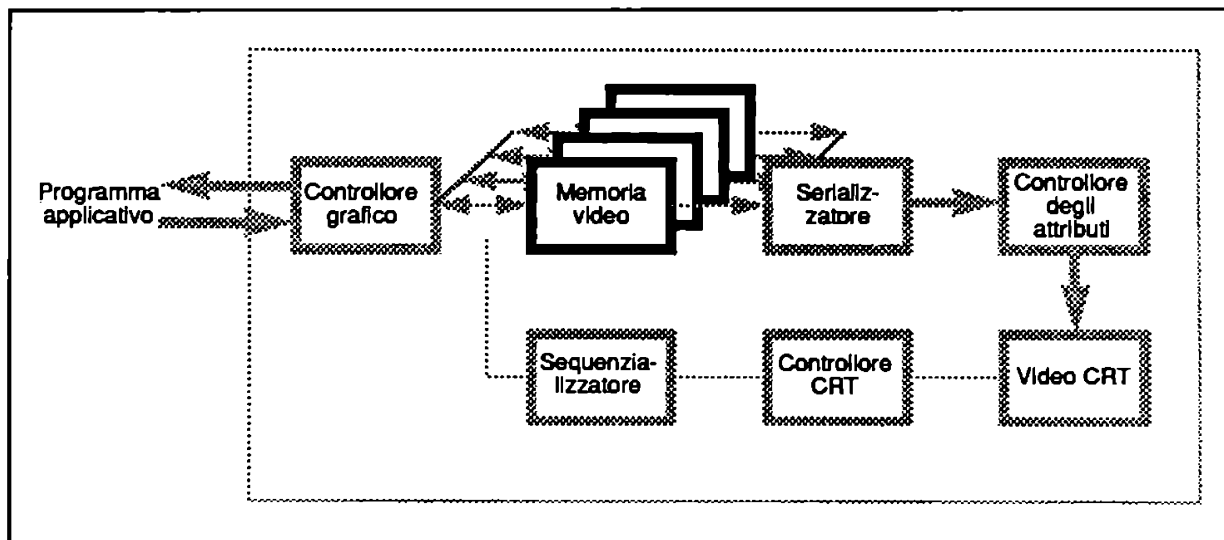 Programma
applicativo
Controllore
grafico
Memoria
video
Serializ-
zatore
Controllore
degli
attributi
Sequenzia-
lizzatore
Controllore
CRT
Video CRT